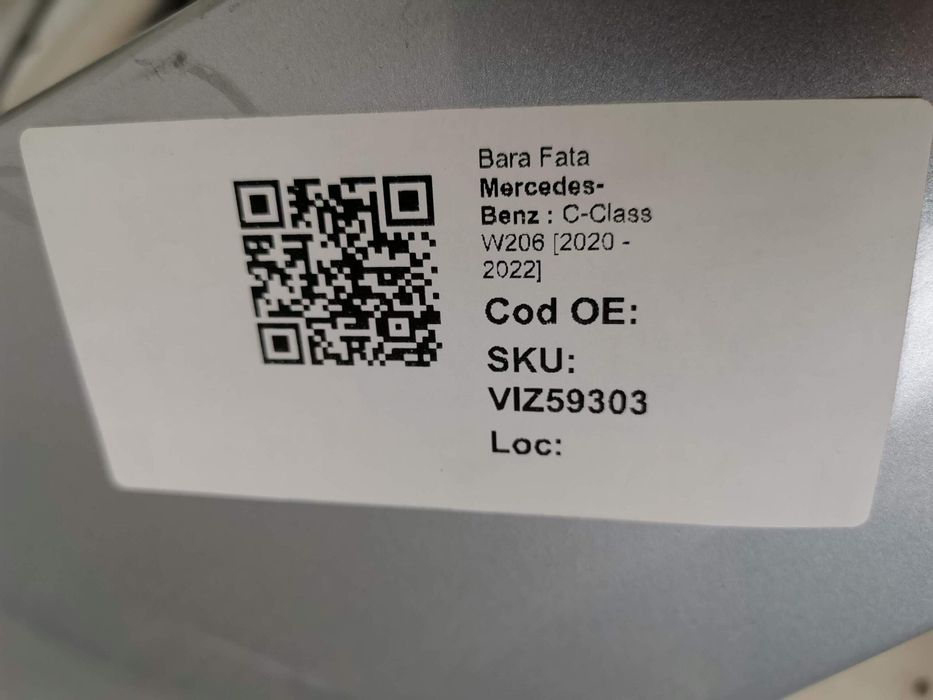 Bara Fata
Mercedes-
Benz : C-Class
W206 [2020 -
2022]
Cod OE:
SKU:
VIZ59303
Loc: